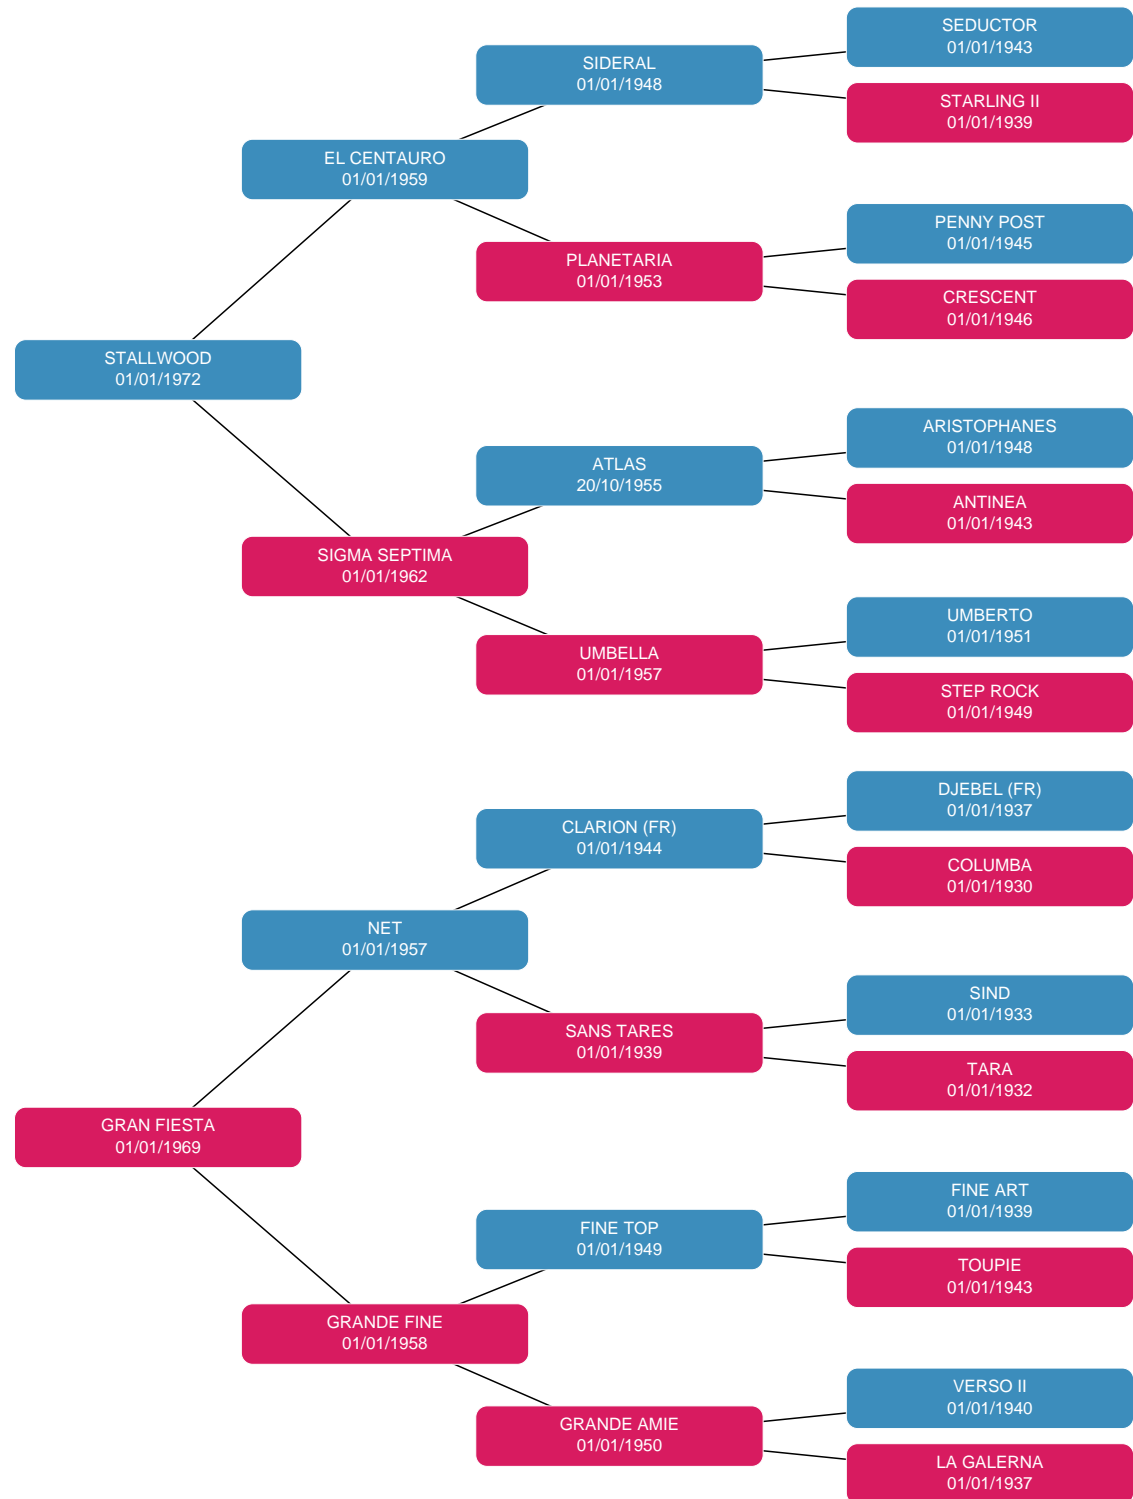 SEDUCTOR
01/01/1943
SIDERAL
01/01/1948
STARLING II
01/01/1939
EL CENTAURO
01/01/1959
PENNY POST
01/01/1945
PLANETARIA
01/01/1953
CRESCENT
01/01/1946
STALLWOOD
01/01/1972
ARISTOPHANES
01/01/1948
ATLAS
20/10/1955
ANTINEA
01/01/1943
SIGMA SEPTIMA
01/01/1962
UMBERTO
01/01/1951
UMBELLA
01/01/1957
STEP ROCK
01/01/1949
DJEBEL (FR)
01/01/1937
CLARION (FR)
01/01/1944
COLUMBA
01/01/1930
NET
01/01/1957
SIND
01/01/1933
SANS TARES
01/01/1939
TARA
01/01/1932
GRAN FIESTA
01/01/1969
FINE ART
01/01/1939
FINE TOP
01/01/1949
TOUPIE
01/01/1943
GRANDE FINE
01/01/1958
VERSO II
01/01/1940
GRANDE AMIE
01/01/1950
LA GALERNA
01/01/1937